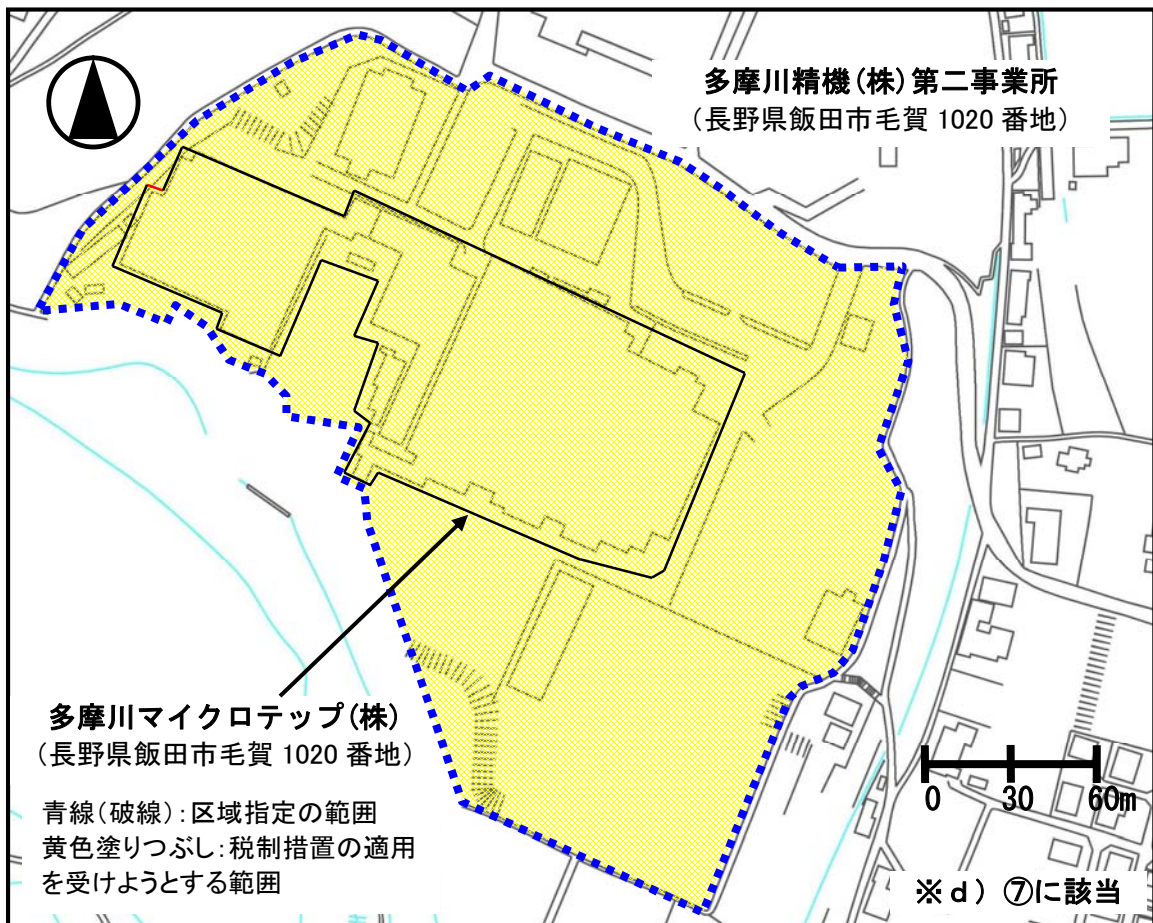 多摩川精機(株)第二事業所
(長野県飯田市毛賀 1020 番地)
多摩川マイクロテップ(株)
(長野県飯田市毛賀 1020 番地)
青線(破線):区域指定の範囲
黄色塗りつぶし:税制措置の適用
を受けようとする範囲
0 30 60m
※d) ⑦に該当